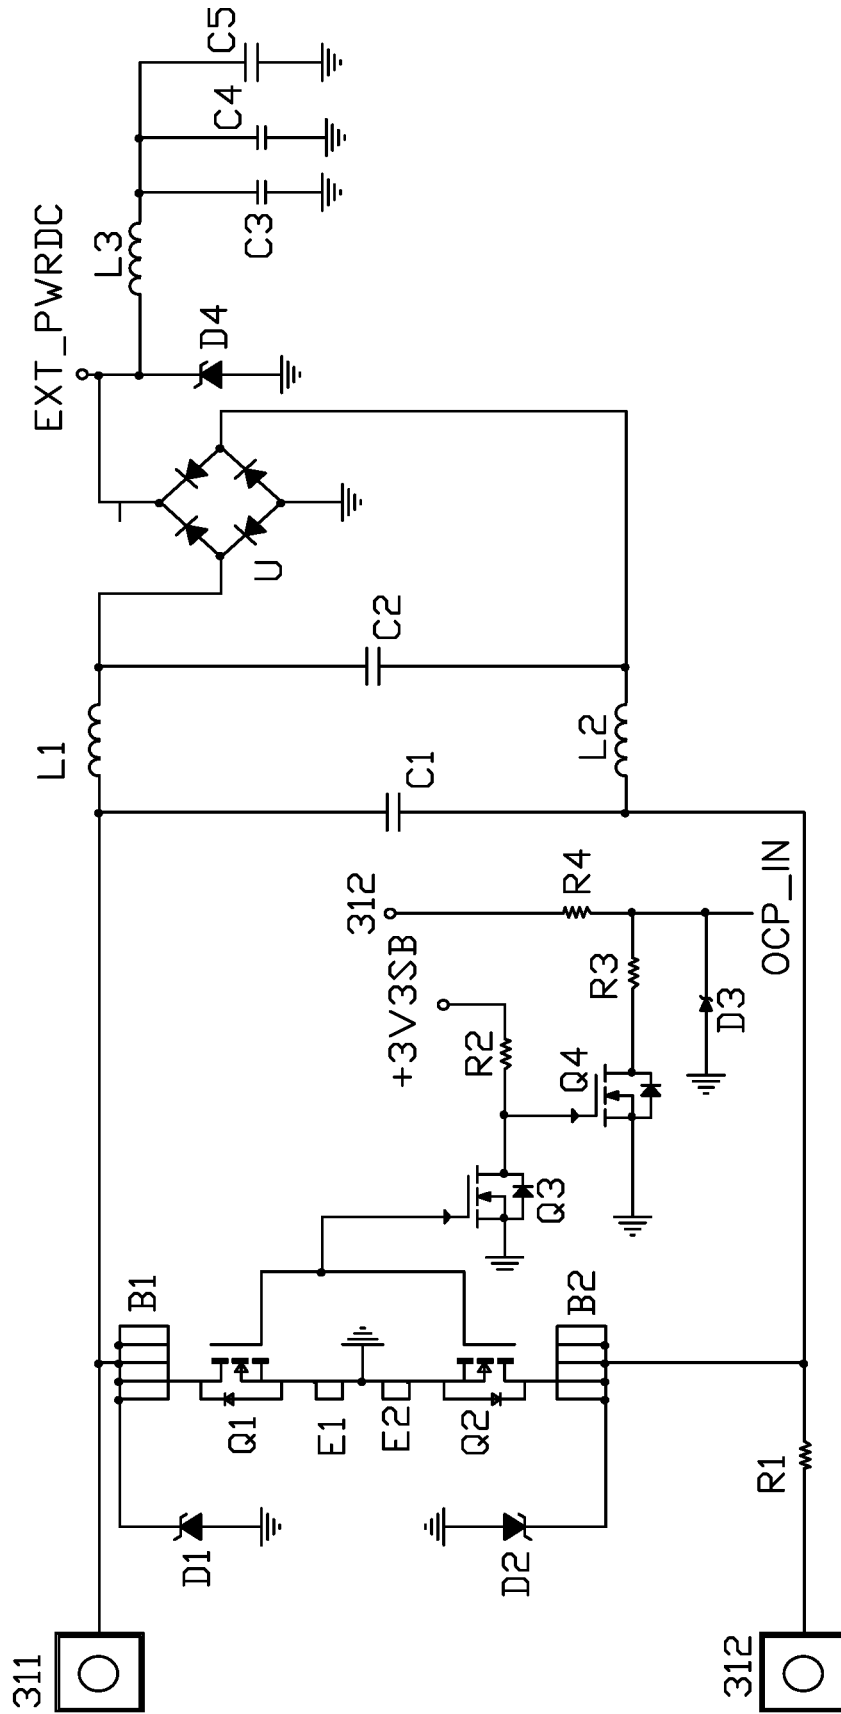 311
312
D1
D2
R1
Q1
E1
E2
Q2
B1
B2
Q3
Q4
R2
+3V3SB
R3
D3
312
R4
OCP_IN
L1
C1
L2
C2
U
EXT_PWRDC
D4
L3
C3
C4
C5